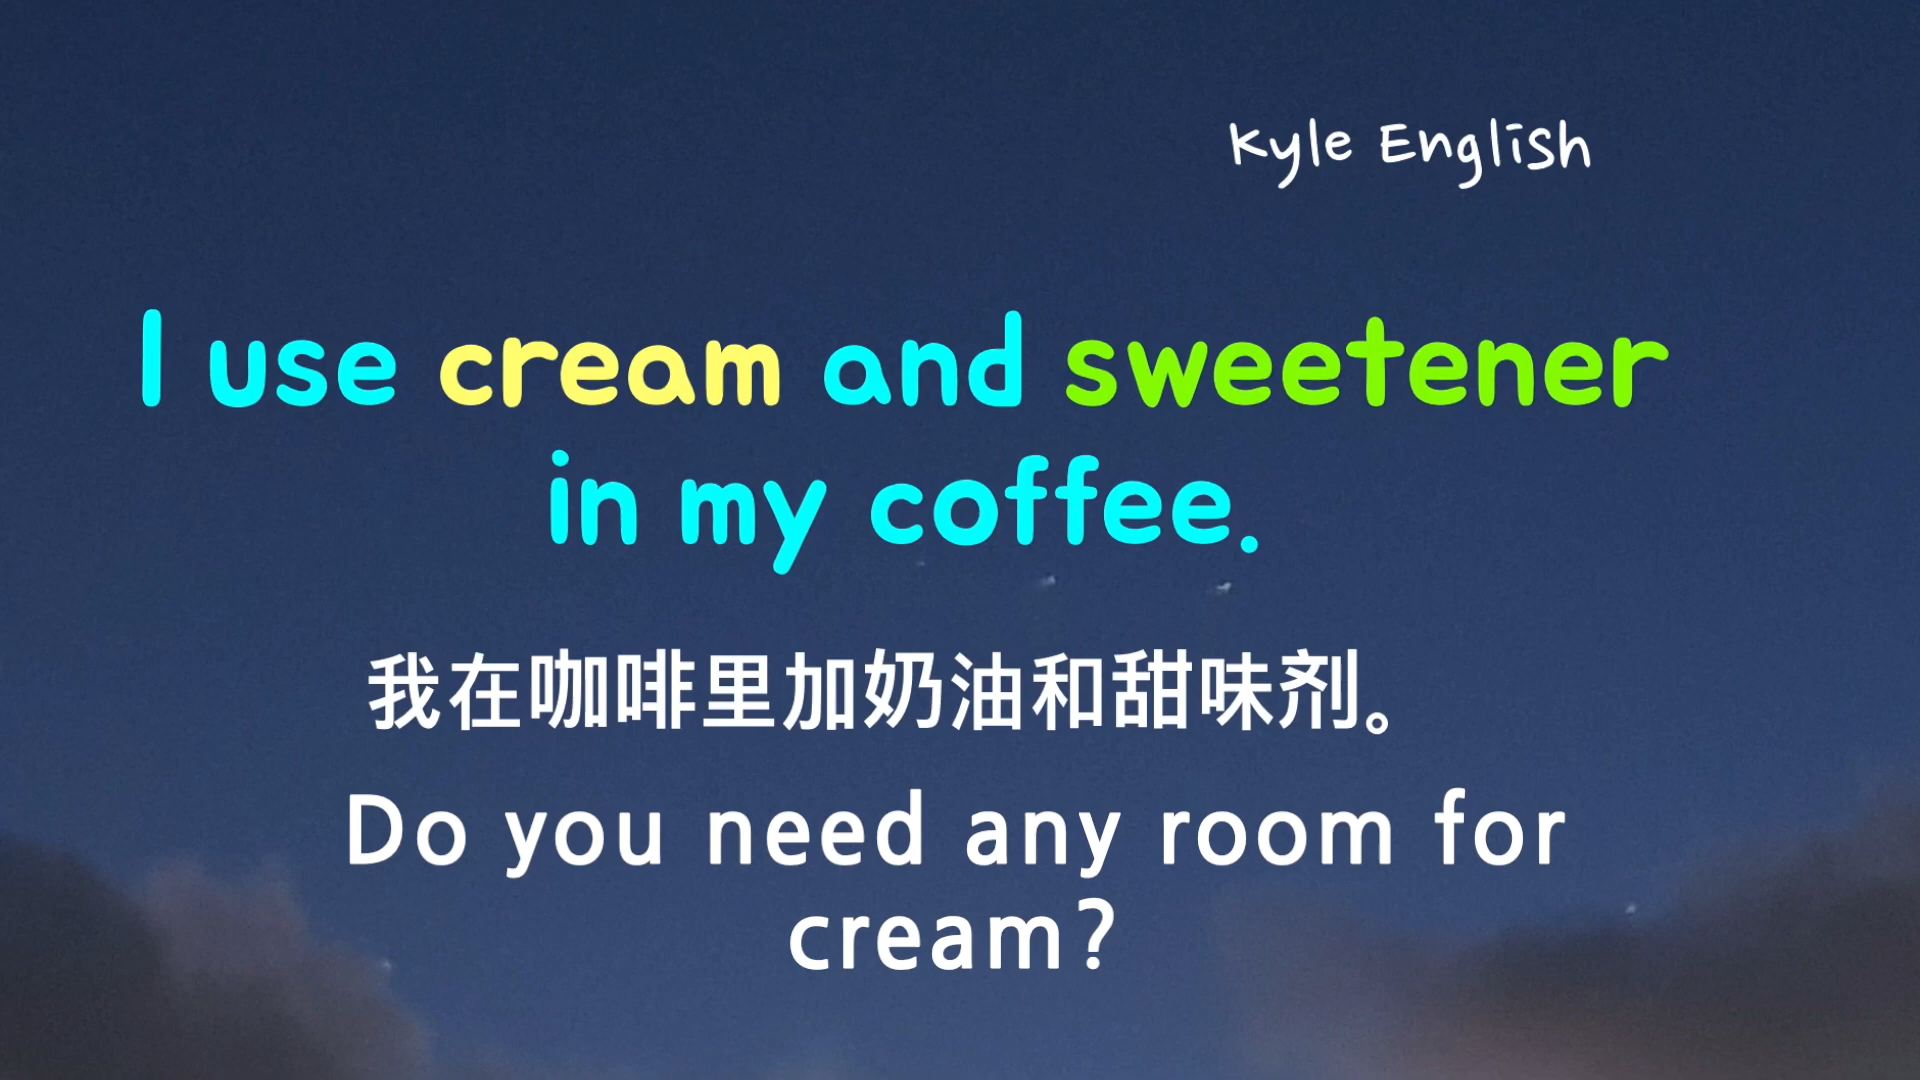 Kyle English
I use cream and sweetener
in my coffee.
我在咖啡里加奶油和甜味剂。
Do you need any room for
cream?